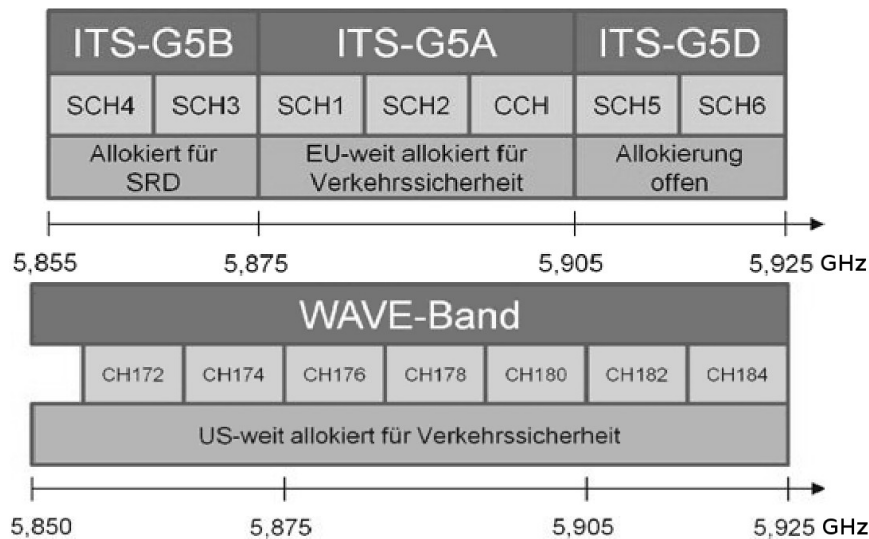 ITS-G5B ITS-G5A ITS-G5D
SCH4 SCH3 SCH1 SCH2 CCH SCH5 SCH6
Allokiert für SRD
EU-weit allokiert für Verkehrssicherheit
Allokierung offen
5,855 5,875 5,905 5,925 GHz
WAVE-Band
CH172 CH174 CH176 CH178 CH180 CH182 CH184
US-weit allokiert für Verkehrssicherheit
5,850 5,875 5,905 5,925 GHz